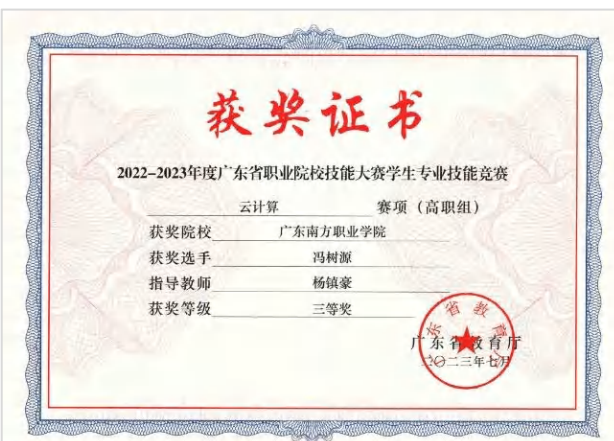 获奖证书
2022-2023年度广东省职业院校技能大赛学生专业技能竞赛
云计算 赛项（高职组）
获奖院校 广东南方职业学院
获奖选手 冯树源
指导教师 杨镇豪
获奖等级 三等奖
广东省教育厅
二〇二三年七月